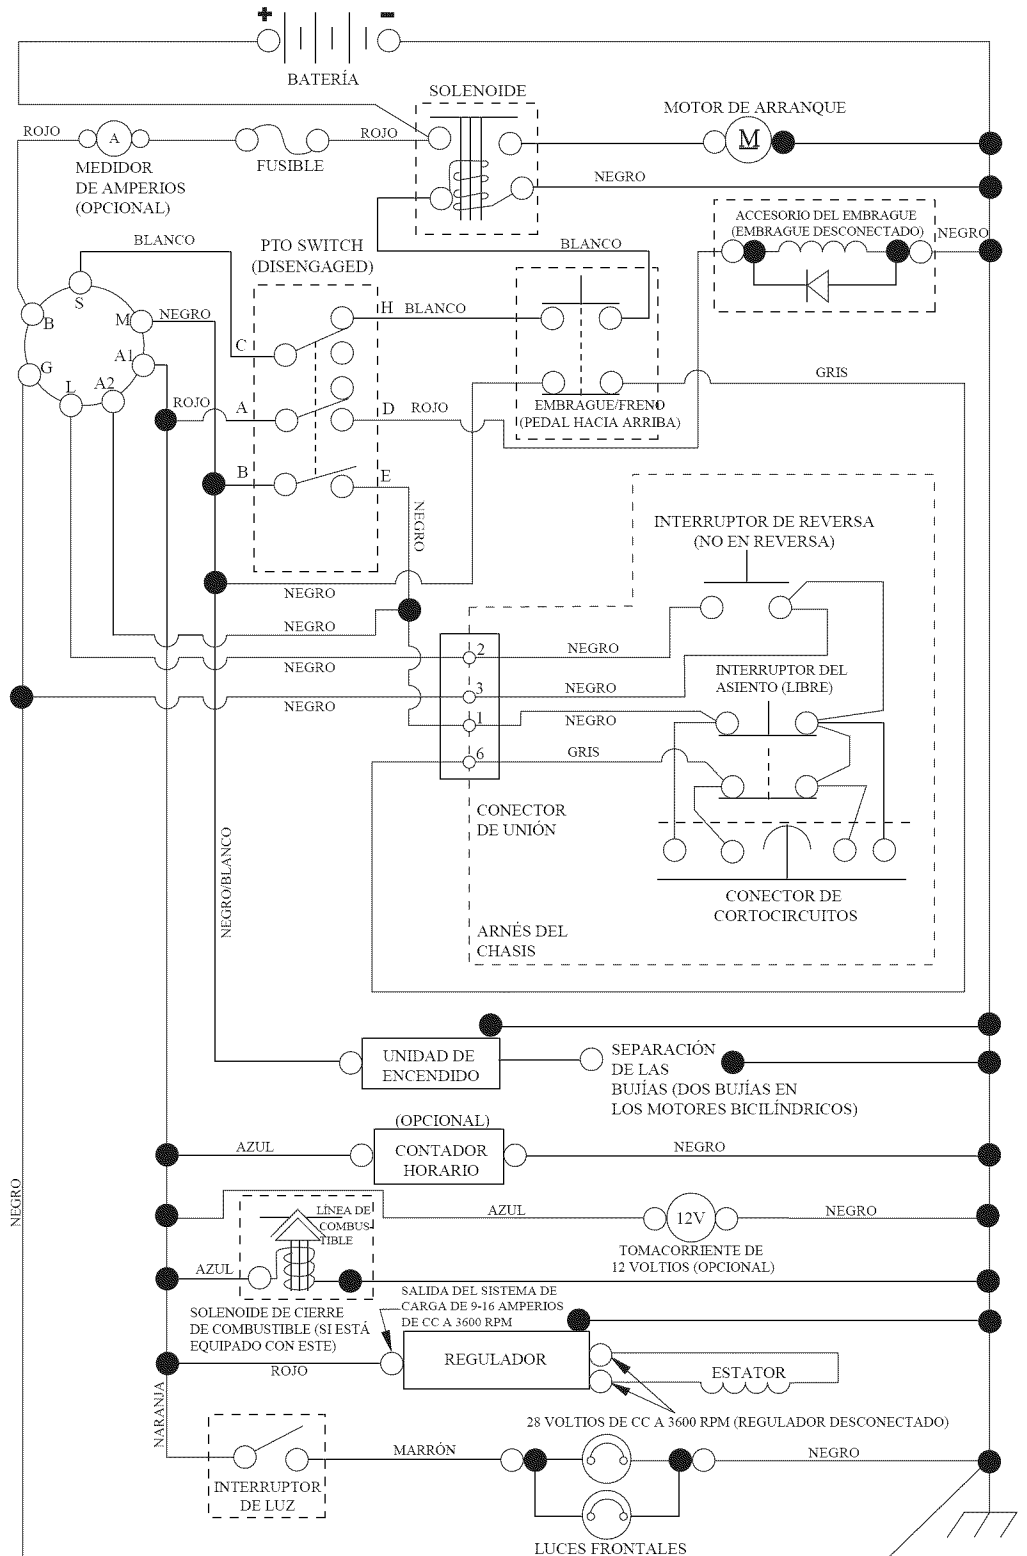 + -
BATERÍA
SOLENOIDE
MOTOR DE ARRANQUE
ROJO
A
ROJO
M
FUSIBLE
MEDIDOR
DE AMPERIOS
(OPCIONAL)
NEGRO
ACCESORIO DEL EMBRAGUE
(EMBRAGUE DESCONECTADO)
NEGRO
BLANCO
PTO SWITCH
(DISENGAGED)
BLANCO
S
B
M
NEGRO
H
BLANCO
C
G
A1
L
A2
ROJO
A
D
ROJO
GRIS
EMBRAGUE/FRENO
(PEDAL HACIA ARRIBA)
B
E
NEGRO
INTERRUPTOR DE REVERSA
(NO EN REVERSA)
NEGRO
NEGRO
2
NEGRO
NEGRO
INTERRUPTOR DEL
ASIENTO (LIBRE)
3
NEGRO
NEGRO
1
NEGRO
6
GRIS
CONECTOR
DE UNIÓN
NEGRO/BLANCO
CONECTOR DE
CORTOCIRCUITOS
ARNÉS DEL
CHASIS
UNIDAD DE
ENCENDIDO
SEPARACIÓN
DE LAS
BUJÍAS (DOS BUJÍAS EN
LOS MOTORES BICILÍNDRICOS)
(OPCIONAL)
AZUL
CONTADOR
HORARIO
NEGRO
NEGRO
LÍNEA DE
COMBUS-
TIBLE
AZUL
12V
NEGRO
TOMACORRIENTE DE
12 VOLTIOS (OPCIONAL)
AZUL
SALIDA DEL SISTEMA DE
CARGA DE 9-16 AMPERIOS
DE CC A 3600 RPM
SOLENOIDE DE CIERRE
DE COMBUSTIBLE (SI ESTÁ
EQUIPADO CON ESTE)
REGULADOR
ROJO
ESTATOR
NARANJA
28 VOLTIOS DE CC A 3600 RPM (REGULADOR DESCONECTADO)
MARRÓN
NEGRO
INTERRUPTOR
DE LUZ
LUCES FRONTALES